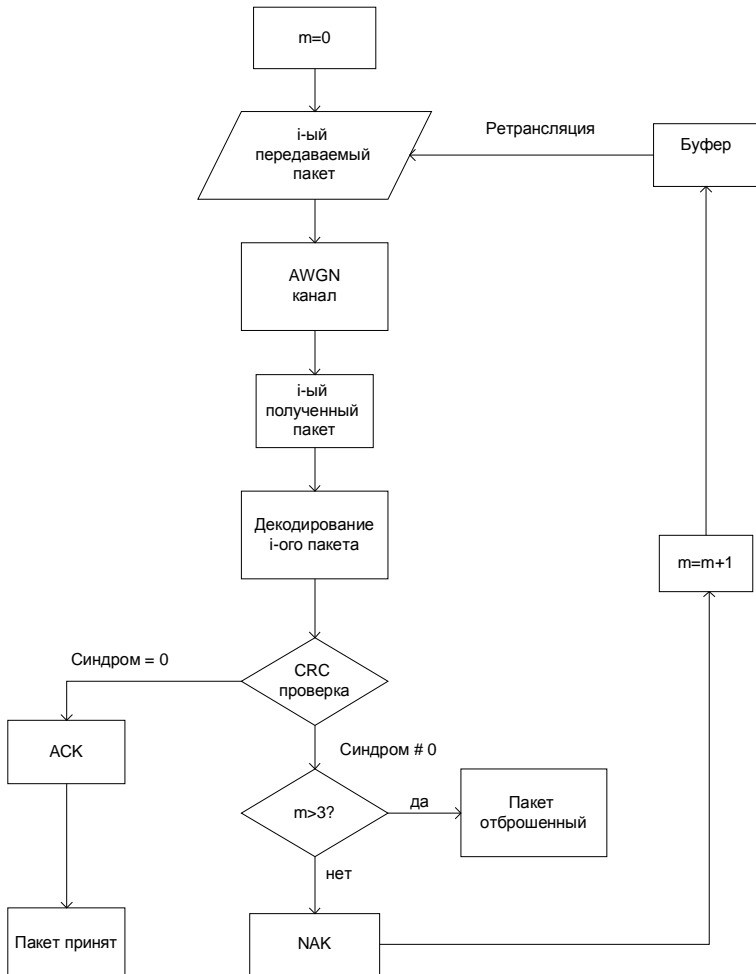 m=0
i-ый
передаваемый
пакет
Ретрансляция
Буфер
AWGN
канал
i-ый
полученный
пакет
Декодирование
i-ого пакета
m=m+1
Синдром = 0
CRC
проверка
ACK
Синдром # 0
m>3?
да
Пакет
отброшенный
нет
Пакет принят
NAK